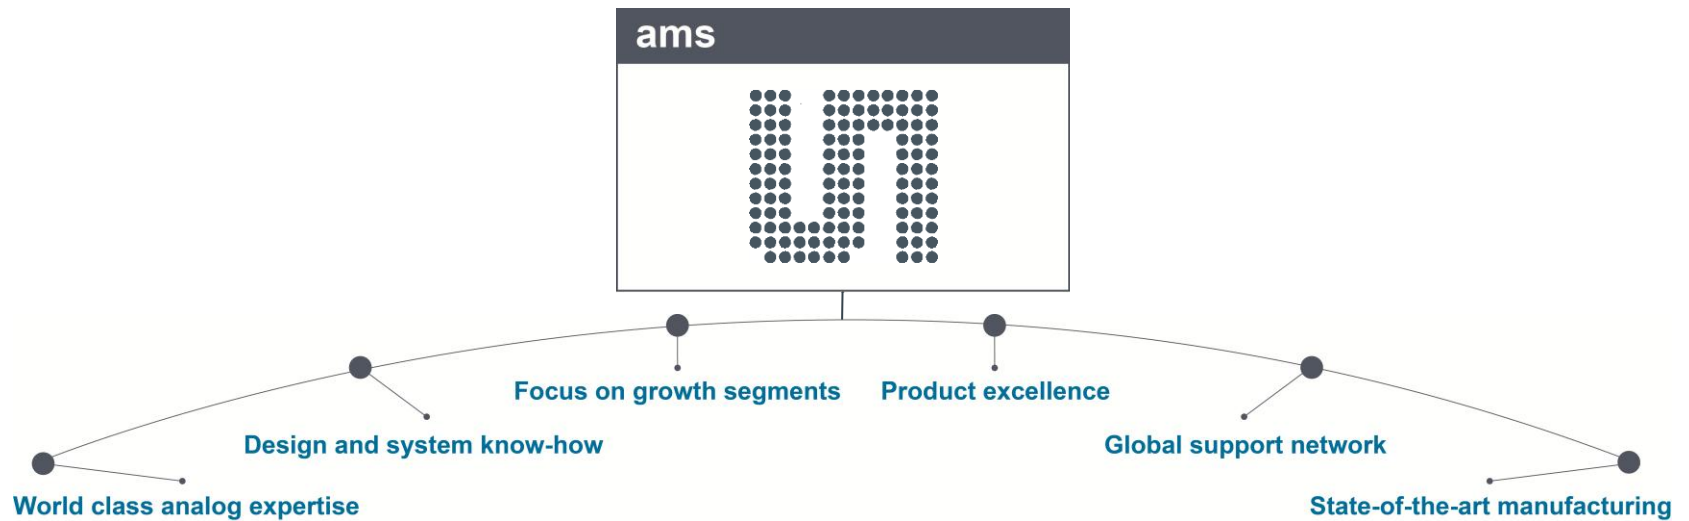 ams
Focus on growth segments
Product excellence
Design and system know-how
Global support network
World class analog expertise
State-of-the-art manufacturing